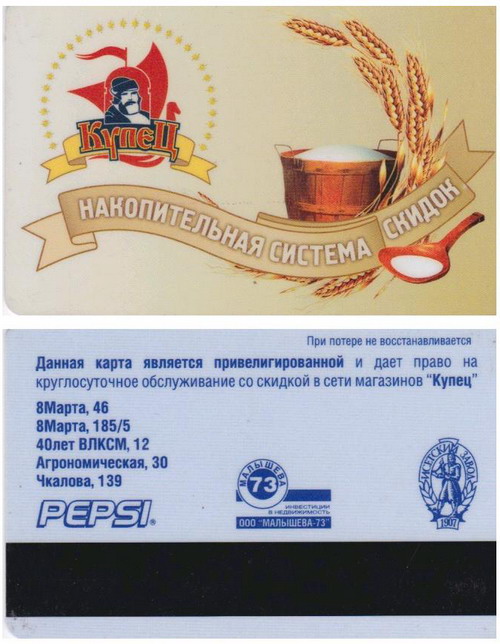 Купец
НАКОПИТЕЛЬНАЯ СИСТЕМА СКИДОК
При потере не восстанавливается
Данная карта является привелигированной и дает право на
круглосуточное обслуживание со скидкой в сети магазинов “Купец”
8Марта, 46
8Марта, 185/5
40лет ВЛКСМ, 12
Агрономическая, 30
Чкалова, 139
PEPSI®
МАЛЫШЕВА
73
ИНВЕСТИЦИИ
В НЕДВИЖИМОСТЬ
ООО "МАЛЫШЕВА-73"
ИСЕТСКИЙ ЗАВОД
1907